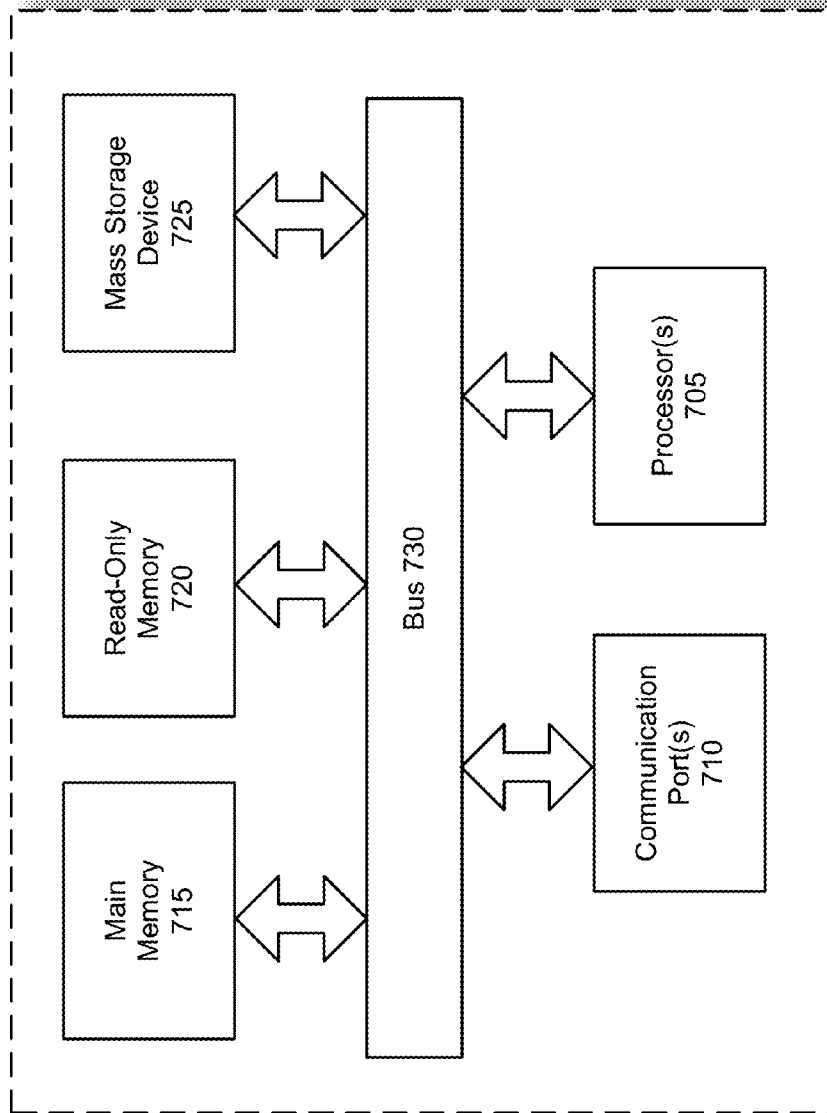 Main
Memory
715
Read-Only
Memory
720
Mass Storage
Device
725
Bus 730
Communication
Port(s)
710
Processor(s)
705